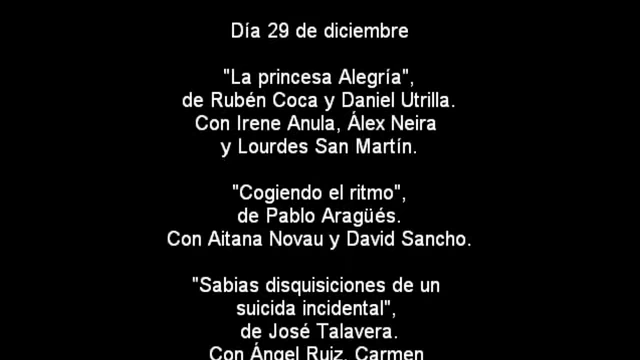 Día 29 de diciembre
"La princesa Alegría",
de Rubén Coca y Daniel Utrilla.
Con Irene Anula, Álex Neira
y Lourdes San Martín.
"Cogiendo el ritmo",
de Pablo Aragüés.
Con Aitana Novau y David Sancho.
"Sabias disquisiciones de un
suicida incidental",
de José Talavera.
Con Ángel Ruiz, Carmen